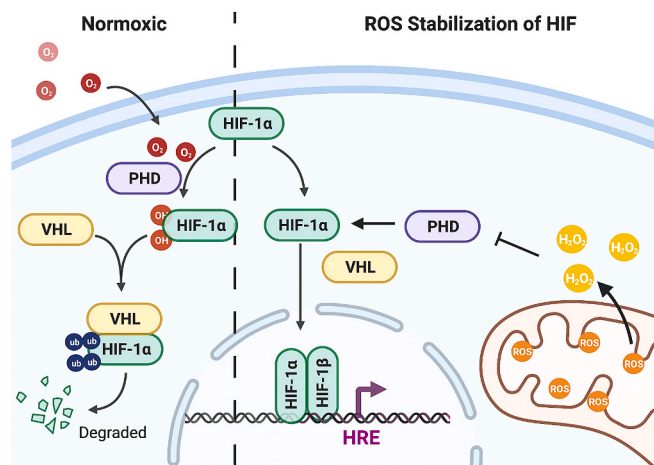 Normoxic
ROS Stabilization of HIF
O₂
O₂
O₂
HIF-1α
O₂
O₂
PHD
OH
OH
HIF-1α
VHL
HIF-1α
PHD
H₂O₂
H₂O₂
H₂O₂
VHL
VHL
HIF-1α
ub
ub
ub
ub
Degraded
HIF-1α
HIF-1β
HRE
ROS
ROS
ROS
ROS
ROS